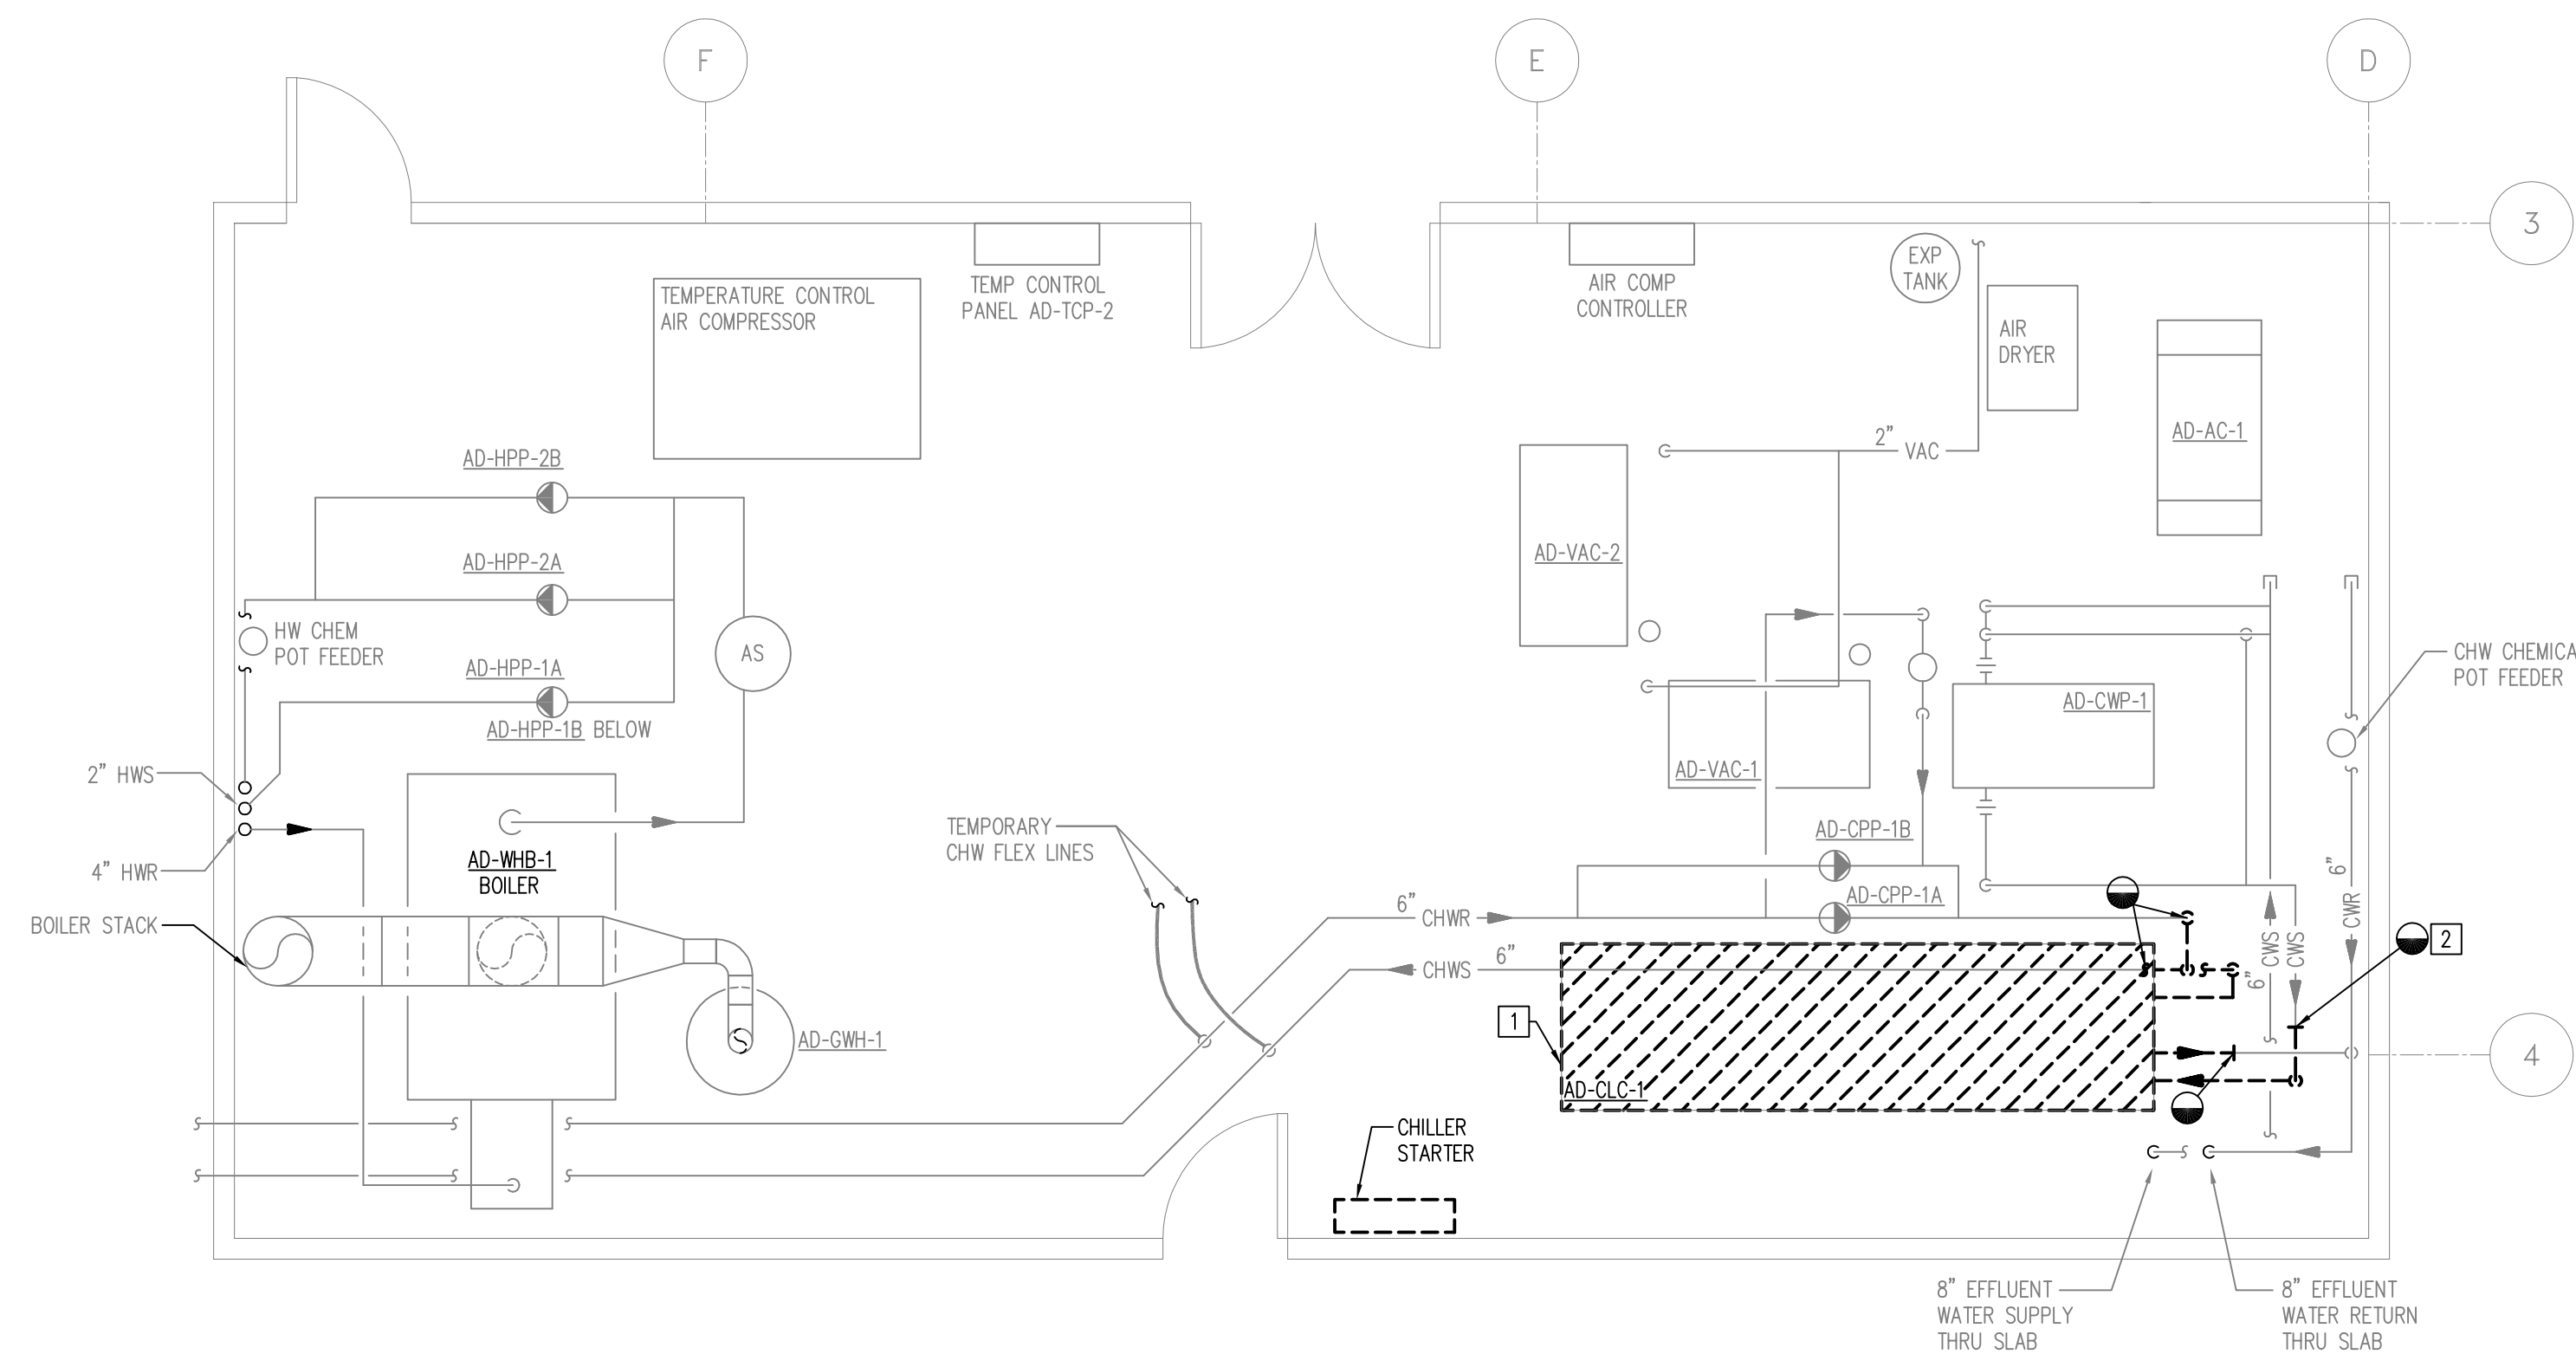 F
E
D
3
TEMPERATURE CONTROL
AIR COMPRESSOR
TEMP CONTROL
PANEL AD-TCP-2
AIR COMP
CONTROLLER
EXP
TANK
AIR
DRYER
AD-AC-1
2" VAC
AD-HPP-2B
AD-HPP-2A
HW CHEM
POT FEEDER
AD-HPP-1A
AD-HPP-1B BELOW
AS
AD-VAC-2
AD-VAC-1
AD-CWP-1
CHW CHEMICA
POT FEEDER
2" HWS
4" HWR
AD-WHB-1
BOILER
BOILER STACK
AD-GWH-1
TEMPORARY
CHW FLEX LINES
AD-CPP-1B
AD-CPP-1A
6" CHWR
6" CHWS
6" CWS
CWS
6" CWR
2
1
AD-CLC-1
4
CHILLER
STARTER
8" EFFLUENT
WATER SUPPLY
THRU SLAB
8" EFFLUENT
WATER RETURN
THRU SLAB